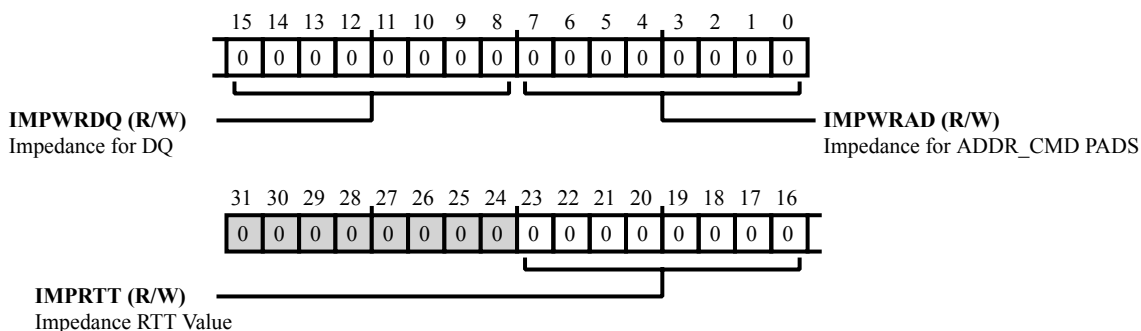 15 14 13 12 11 10 9 8 7 6 5 4 3 2 1 0
0 0 0 0 0 0 0 0 0 0 0 0 0 0 0 0
IMPWRDQ (R/W)
Impedance for DQ
IMPWRAD (R/W)
Impedance for ADDR_CMD PADS
31 30 29 28 27 26 25 24 23 22 21 20 19 18 17 16
0 0 0 0 0 0 0 0 0 0 0 0 0 0 0 0
IMPRTT (R/W)
Impedance RTT Value